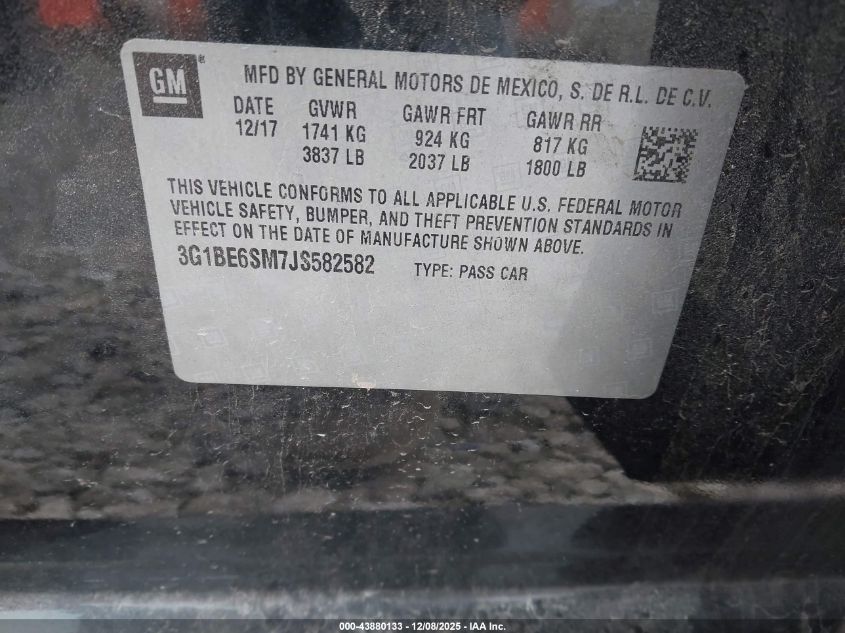 GM®
MFD BY GENERAL MOTORS DE MEXICO, S. DE R.L. DE C.V.
DATE GVWR GAWR FRT GAWR RR
12/17 1741 KG 924 KG 817 KG
3837 LB 2037 LB 1800 LB
THIS VEHICLE CONFORMS TO ALL APPLICABLE U.S. FEDERAL MOTOR
VEHICLE SAFETY, BUMPER, AND THEFT PREVENTION STANDARDS IN
EFFECT ON THE DATE OF MANUFACTURE SHOWN ABOVE.
3G1BE6SM7JS582582 TYPE: PASS CAR
000-43880133 - 12/08/2025 - IAA Inc.